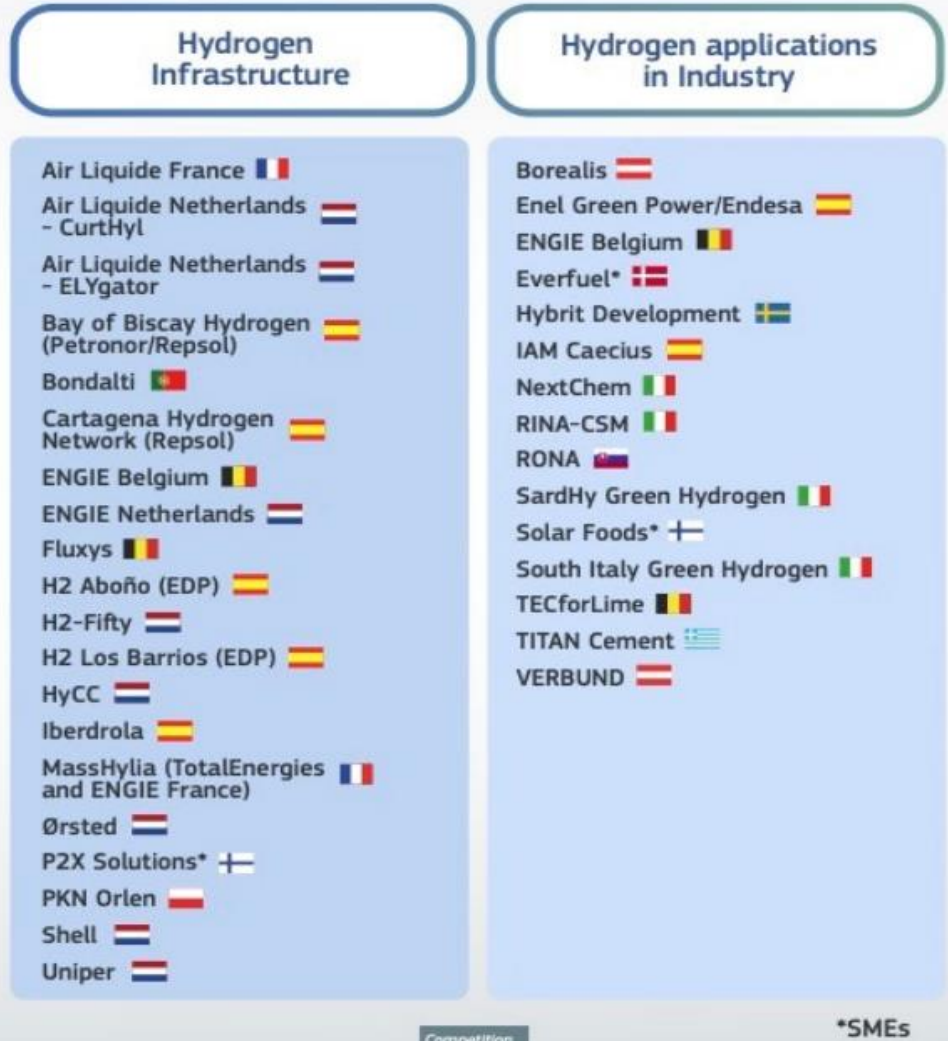 Hydrogen
Infrastructure
Air Liquide France
Air Liquide Netherlands
- CurtHyl
Air Liquide Netherlands
- ELYgator
Bay of Biscay Hydrogen
(Petronor/Repsol)
Bondalti
Cartagena Hydrogen
Network (Repsol)
ENGIE Belgium
ENGIE Netherlands
Fluxys
H2 Aboño (EDP)
H2-Fifty
H2 Los Barrios (EDP)
HyCC
Iberdrola
MassHylia (TotalEnergies
and ENGIE France)
Ørsted
P2X Solutions*
PKN Orlen
Shell
Uniper
Hydrogen applications
in Industry
Borealis
Enel Green Power/Endesa
ENGIE Belgium
Everfuel*
Hybrit Development
IAM Caecius
NextChem
RINA-CSM
RONA
SardHy Green Hydrogen
Solar Foods*
South Italy Green Hydrogen
TECforLime
TITAN Cement
VERBUND
*SMEs
Competition